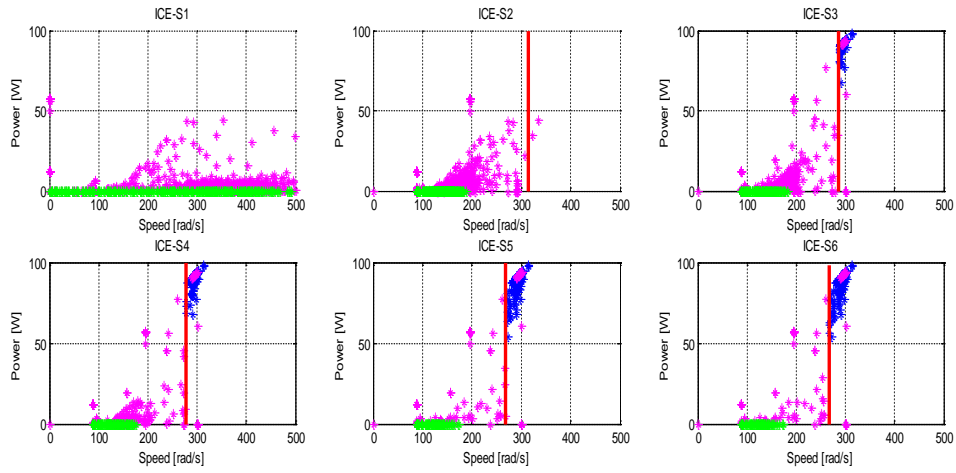 ICE-S1 ICE-S2 ICE-S3
100 100 100
Power [W] Power [W] Power [W]
50 50 50
0 0 0
0 100 200 300 400 500 0 100 200 300 400 500 0 100 200 300 400 500
Speed [rad/s] Speed [rad/s] Speed [rad/s]
ICE-S4 ICE-S5 ICE-S6
100 100 100
Power [W] Power [W] Power [W]
50 50 50
0 0 0
0 100 200 300 400 500 0 100 200 300 400 500 0 100 200 300 400 500
Speed [rad/s] Speed [rad/s] Speed [rad/s]